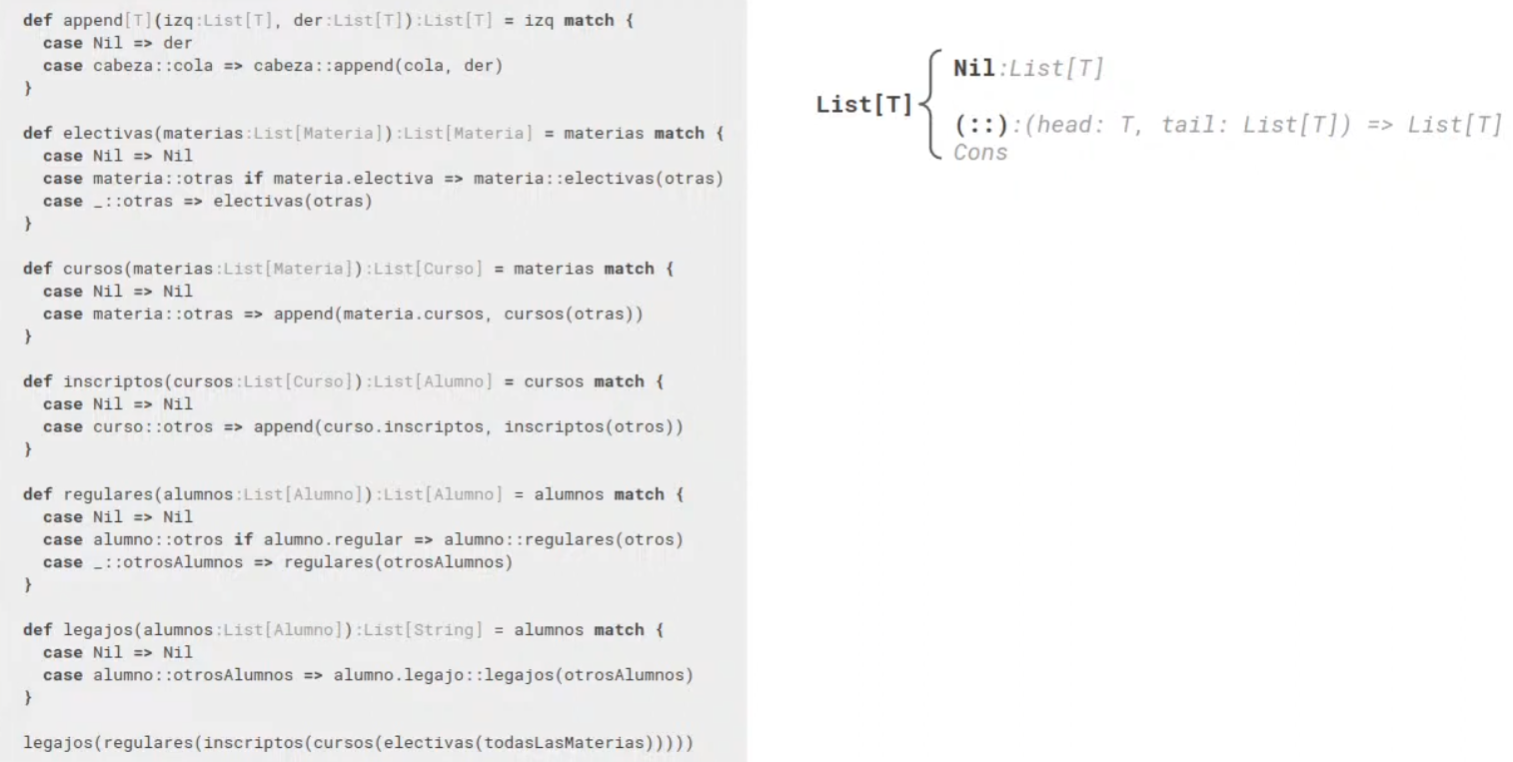 def append[T](izq:List[T], der:List[T]):List[T] = izq match {
  case Nil => der
  case cabeza::cola => cabeza::append(cola, der)
}

def electivas(materias:List[Materia]):List[Materia] = materias match {
  case Nil => Nil
  case materia::otras if materia.electiva => materia::electivas(otras)
  case _::otras => electivas(otras)
}

def cursos(materias:List[Materia]):List[Curso] = materias match {
  case Nil => Nil
  case materia::otras => append(materia.cursos, cursos(otras))
}

def inscriptos(cursos:List[Curso]):List[Alumno] = cursos match {
  case Nil => Nil
  case curso::otros => append(curso.inscriptos, inscriptos(otros))
}

def regulares(alumnos:List[Alumno]):List[Alumno] = alumnos match {
  case Nil => Nil
  case alumno::otros if alumno.regular => alumno::regulares(otros)
  case _::otrosAlumnos => regulares(otrosAlumnos)
}

def legajos(alumnos:List[Alumno]):List[String] = alumnos match {
  case Nil => Nil
  case alumno::otrosAlumnos => alumno.legajo::legajos(otrosAlumnos)
}

legajos(regulares(inscriptos(cursos(electivas(todasLasMaterias)))))

List[T]
Nil:List[T]
(::):(head: T, tail: List[T]) => List[T]
Cons